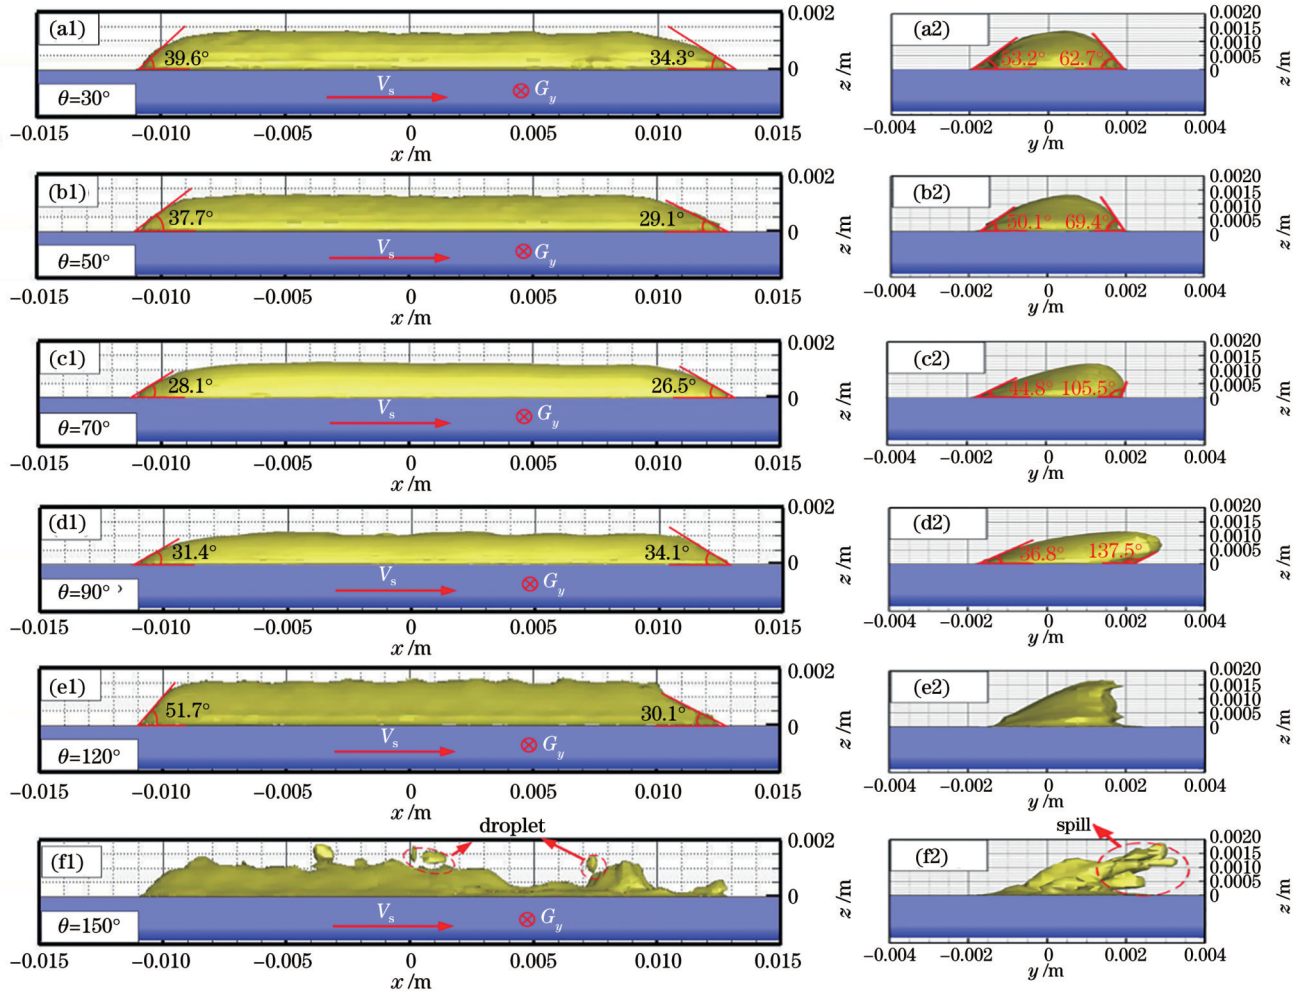 (a1) 0.002
39.6° 34.3°
0
z /m
θ=30° Vs Gy
−0.015 −0.010 −0.005 0 0.005 0.010 0.015
x /m
(a2) 0.0020
0.0015
0.0010
53.2° 62.7° 0.0005
0
z /m
−0.004 −0.002 0 0.002 0.004
y /m
(b1) 0.002
37.7° 29.1°
0
z /m
θ=50° Vs Gy
−0.015 −0.010 −0.005 0 0.005 0.010 0.015
x /m
(b2) 0.0020
0.0015
0.0010
50.1° 69.4° 0.0005
0
z /m
−0.004 −0.002 0 0.002 0.004
y /m
(c1) 0.002
28.1° 26.5°
0
z /m
θ=70° Vs Gy
−0.015 −0.010 −0.005 0 0.005 0.010 0.015
x /m
(c2) 0.0020
0.0015
0.0010
44.8° 105.5° 0.0005
0
z /m
−0.004 −0.002 0 0.002 0.004
y /m
(d1) 0.002
31.4° 34.1°
0
z /m
θ=90° Vs Gy
−0.015 −0.010 −0.005 0 0.005 0.010 0.015
x /m
(d2) 0.0020
0.0015
0.0010
36.8° 137.5° 0.0005
0
z /m
−0.004 −0.002 0 0.002 0.004
y /m
(e1) 0.002
51.7° 30.1°
0
z /m
θ=120° Vs Gy
−0.015 −0.010 −0.005 0 0.005 0.010 0.015
x /m
(e2) 0.0020
0.0015
0.0010
0.0005
0
z /m
−0.004 −0.002 0 0.002 0.004
y /m
droplet
(f1) 0.002
0
z /m
θ=150° Vs Gy
−0.015 −0.010 −0.005 0 0.005 0.010 0.015
x /m
spill
(f2) 0.0020
0.0015
0.0010
0.0005
0
z /m
−0.004 −0.002 0 0.002 0.004
y /m